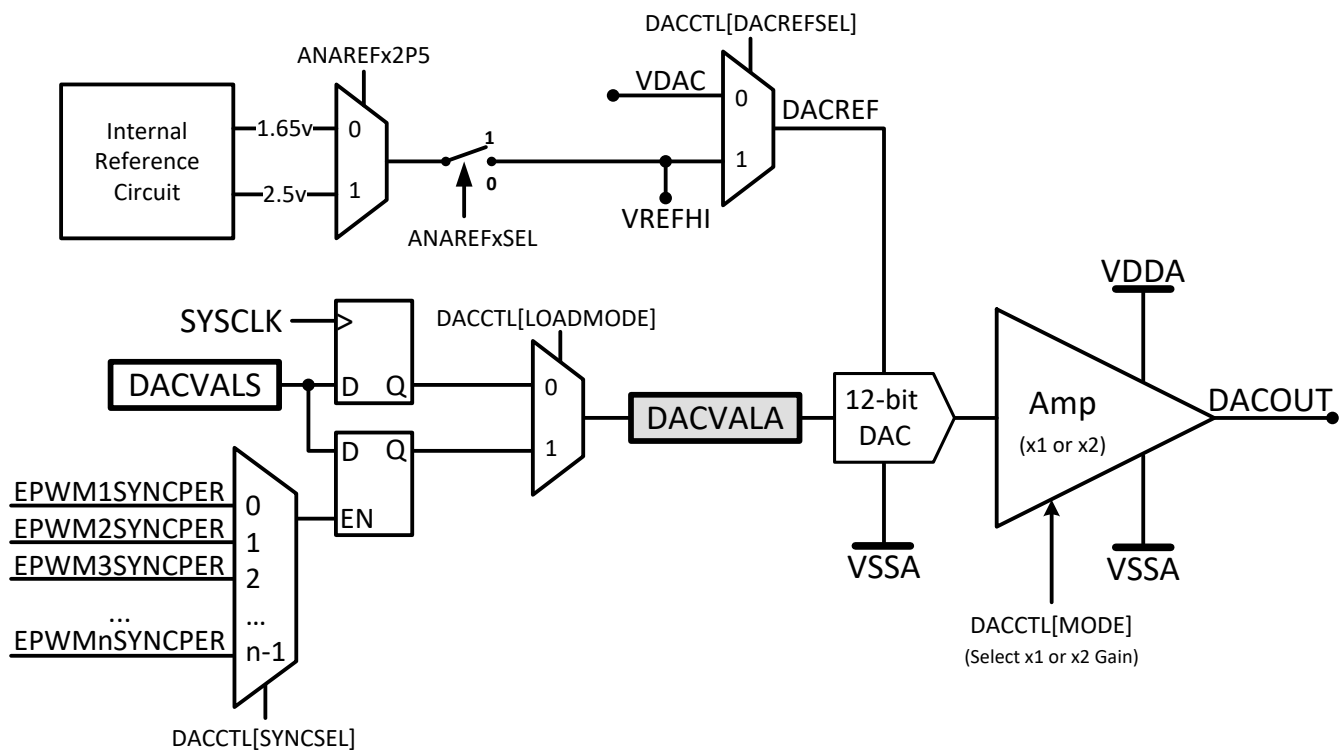 DACCTL[DACREFSEL]
ANAREFx2P5
VDAC
0
DACREF
Internal
Reference
Circuit
1.65v
0
1
1
2.5v
1
0
VREFHI
ANAREFxSEL
VDDA
SYSCLK
DACCTL[LOADMODE]
DACVALS
D
Q
0
12-bit
DAC
Amp
(x1 or x2)
DACOUT
DACVALA
D
Q
1
EPWM1SYNCPER
0
EN
EPWM2SYNCPER
1
EPWM3SYNCPER
2
VSSA
VSSA
...
...
EPWMnSYNCPER
n-1
DACCTL[MODE]
(Select x1 or x2 Gain)
DACCTL[SYNCSEL]